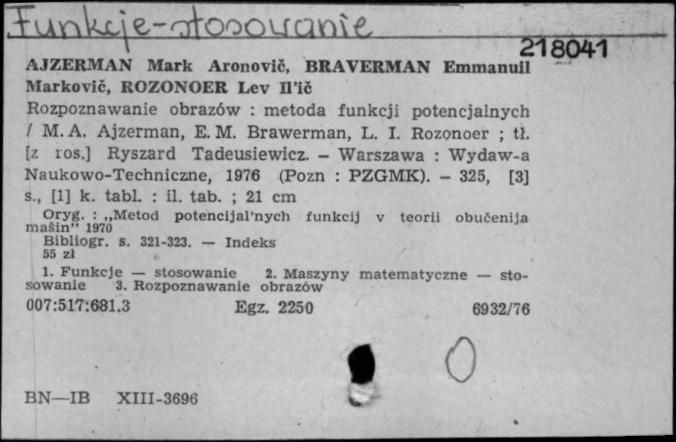 Funkcje-stosowanie
218041
AJZERMAN Mark Aronovič, BRAVERMAN Emmanuil
Markovič, ROZONOER Lev Il'ič
Rozpoznawanie obrazów : metoda funkcji potencjalnych
/ M. A. Ajzerman, E. M. Brawerman, L. I. Rozonoer ; tł.
[z ros.] Ryszard Tadeusiewicz. – Warszawa : Wydaw-a
Naukowo-Techniczne, 1976 (Pozn : PZGMK). – 325, [3]
s., [1] k. tabl. : il. tab. ; 21 cm
Oryg. : „Metod potencijal'nych funkcij v teorii obučenija
mašin” 1970
Bibliogr. s. 321-323. — Indeks
55 zł
1. Funkcje — stosowanie 2. Maszyny matematyczne — sto-
sowanie 3. Rozpoznawanie obrazów
007:517:681.3 Egz. 2250 6932/76
BN—IB XIII-3696